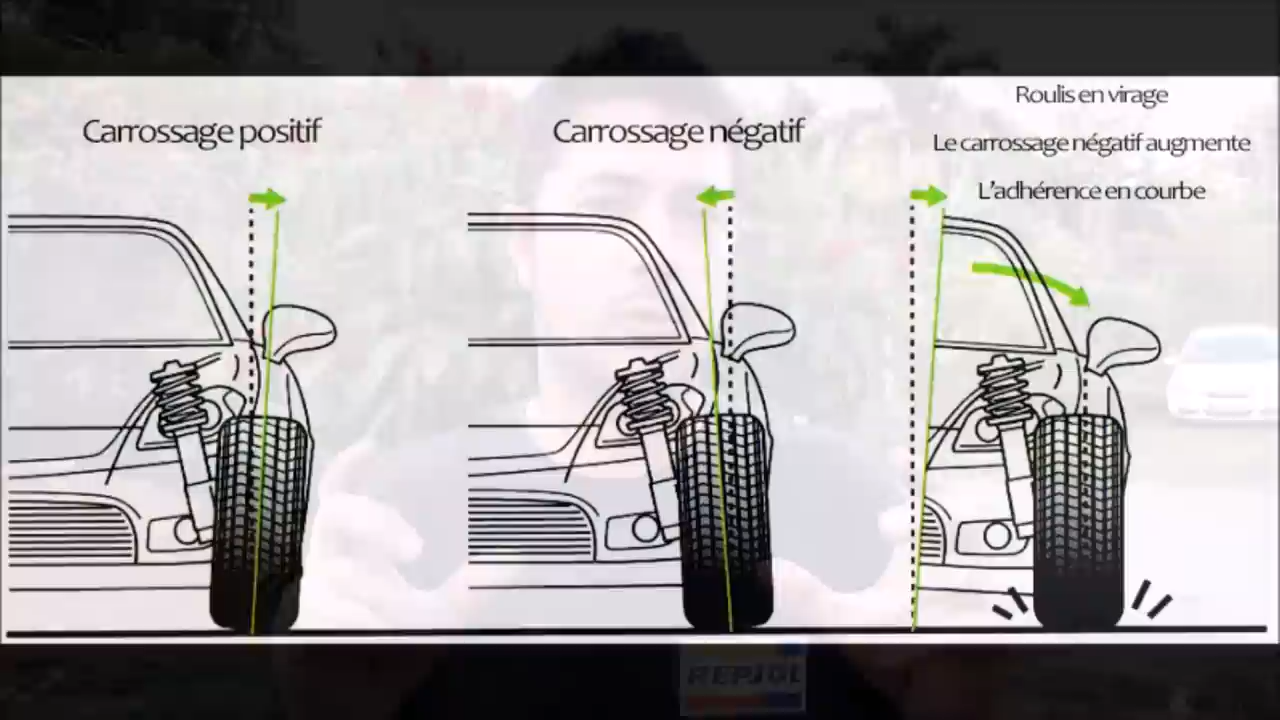 Carrossage positif
Carrossage négatif
Roulis en virage
Le carrossage négatif augmente
L'adhérence en courbe
REPSOL